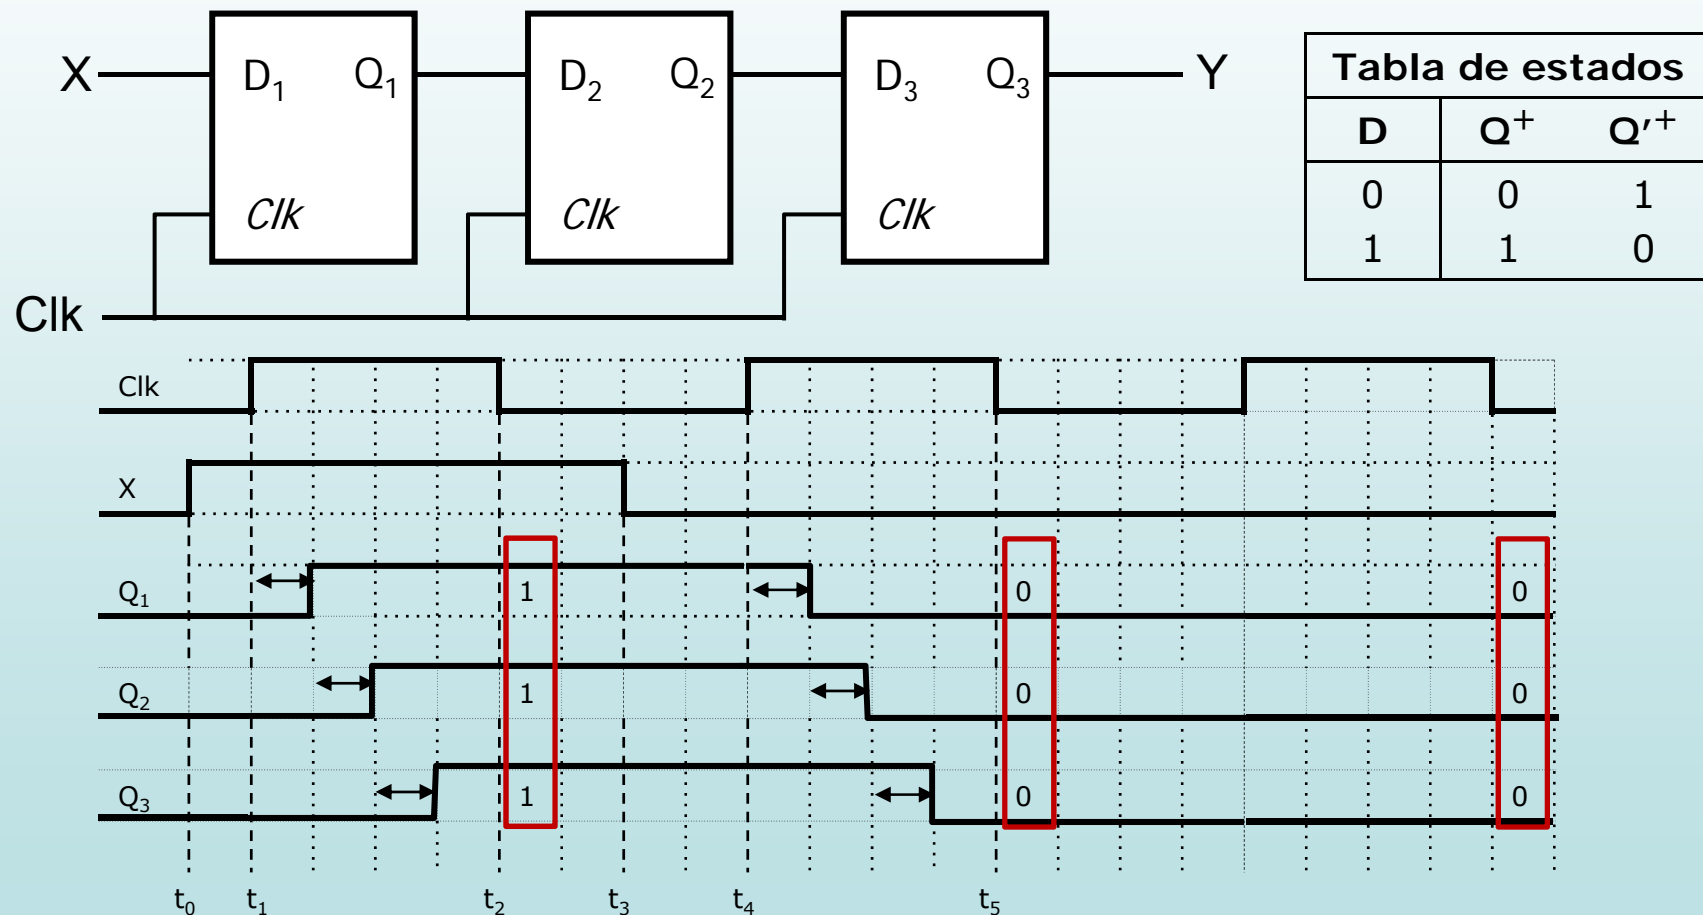 X D₁ Q₁ D₂ Q₂ D₃ Q₃ Y
Clk Clk Clk
Clk
Tabla de estados
D Q⁺ Q'⁺
0 0 1
1 1 0
Clk
X
Q₁ 1 0 0
Q₂ 1 0 0
Q₃ 1 0 0
t₀ t₁ t₂ t₃ t₄ t₅